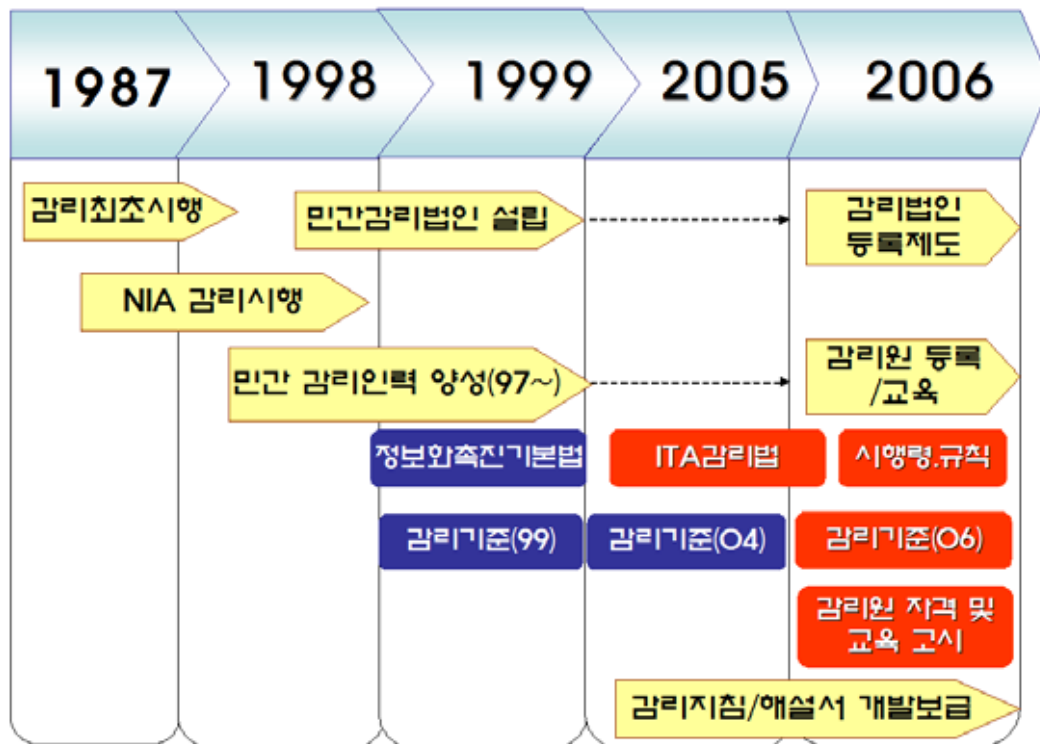 1987
1998
1999
2005
2006
감리최초시행
민간감리법인 설립
감리법인
등록제도
NIA 감리시행
민간 감리인력 양성(97~)
감리원 등록
/교육
정보화촉진기본법
ITA감리법
시행령.규칙
감리기준(99)
감리기준(04)
감리기준(06)
감리원 자격 및
교육 고시
감리지침/해설서 개발보급